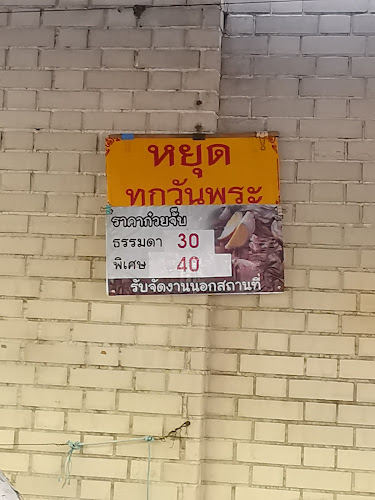 หยุด
ทุกวันพระ
ราคาก๋วยจั๊บ
ธรรมดา 30
พิเศษ 40
รับจัดงานนอกสถานที่